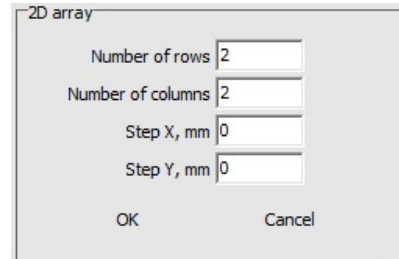 2D array
Number of rows 2
Number of columns 2
Step X, mm 0
Step Y, mm 0
OK Cancel